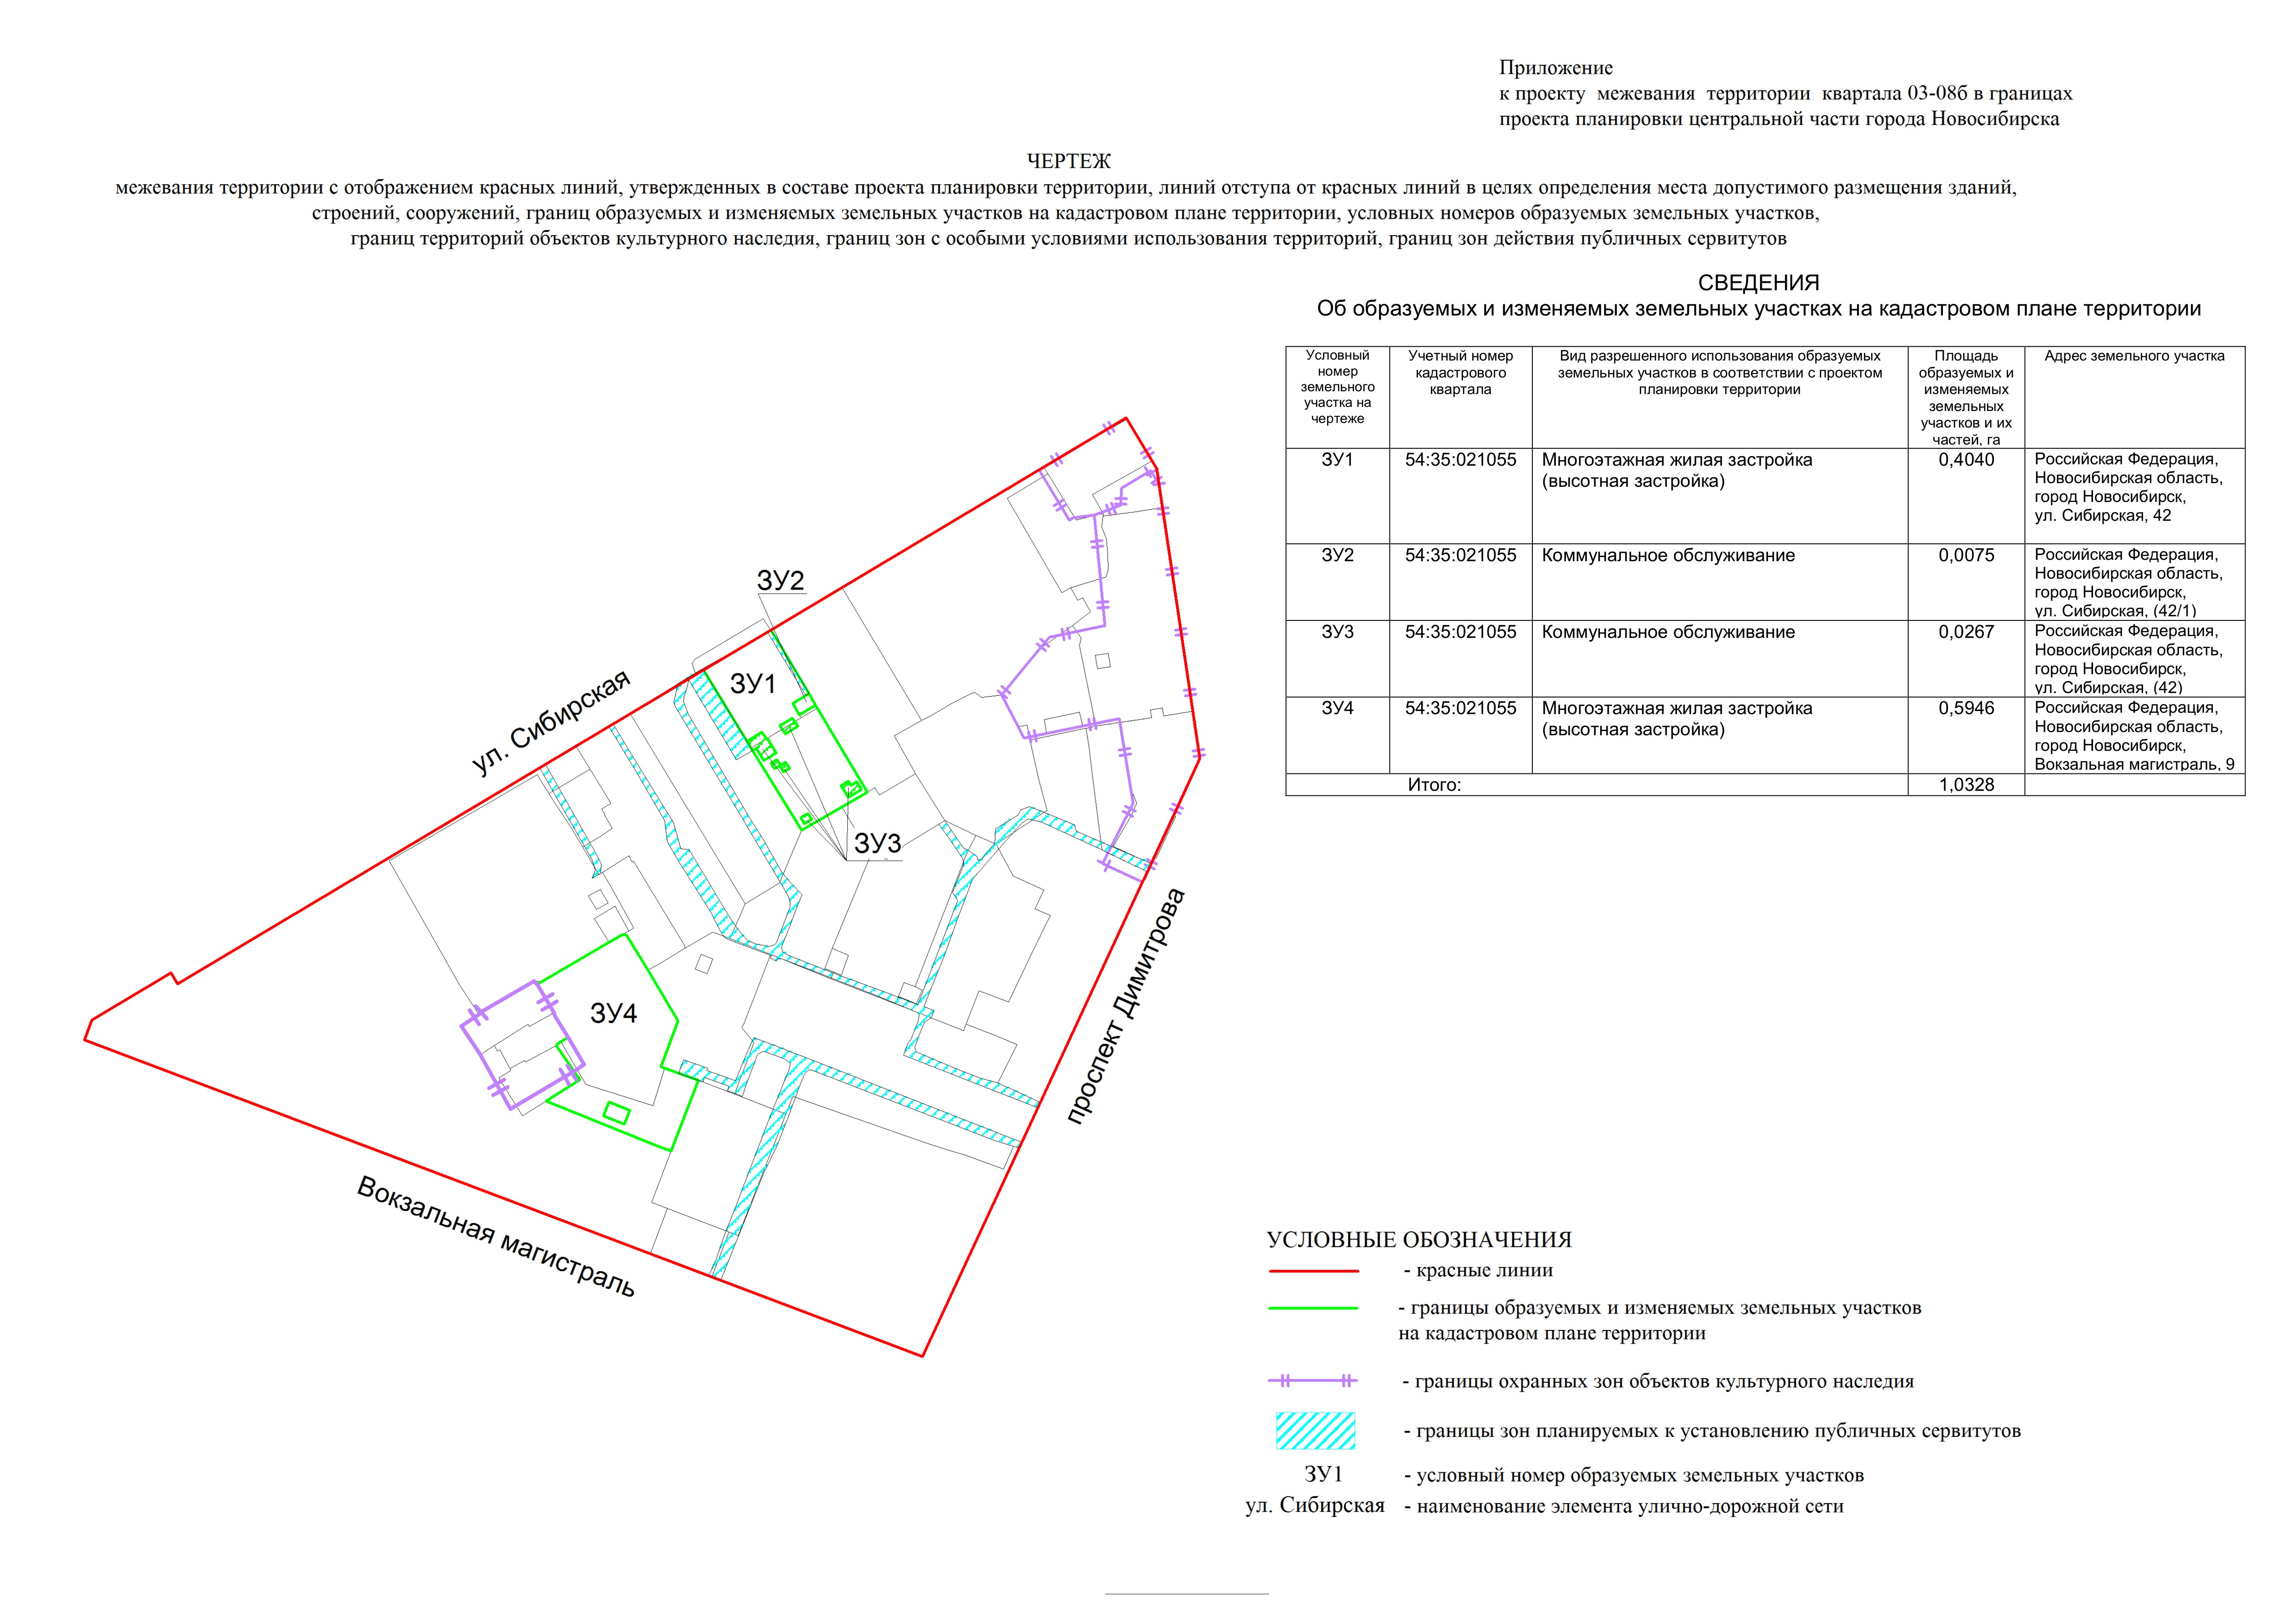 Приложение
к проекту межевания территории квартала 03-08б в границах
проекта планировки центральной части города Новосибирска
ЧЕРТЕЖ
межевания территории с отображением красных линий, утвержденных в составе проекта планировки территории, линий отступа от красных линий в целях определения места допустимого размещения зданий,
строений, сооружений, границ образуемых и изменяемых земельных участков на кадастровом плане территории, условных номеров образуемых земельных участков,
границ территорий объектов культурного наследия, границ зон с особыми условиями использования территорий, границ зон действия публичных сервитутов
СВЕДЕНИЯ
Об образуемых и изменяемых земельных участках на кадастровом плане территории
Условный
номер
земельного
участка на
чертеже
Учетный номер
кадастрового
квартала
Вид разрешенного использования образуемых
земельных участков в соответствии с проектом
планировки территории
Площадь
образуемых и
изменяемых
земельных
участков и их
частей, га
Адрес земельного участка
ЗУ1
54:35:021055
Многоэтажная жилая застройка
(высотная застройка)
0,4040
Российская Федерация,
Новосибирская область,
город Новосибирск,
ул. Сибирская, 42
ЗУ2
54:35:021055
Коммунальное обслуживание
0,0075
Российская Федерация,
Новосибирская область,
город Новосибирск,
ул. Сибирская, (42/1)
ЗУ3
54:35:021055
Коммунальное обслуживание
0,0267
Российская Федерация,
Новосибирская область,
город Новосибирск,
ул. Сибирская, (42)
ЗУ4
54:35:021055
Многоэтажная жилая застройка
(высотная застройка)
0,5946
Российская Федерация,
Новосибирская область,
город Новосибирск,
Вокзальная магистраль, 9
Итого:
1,0328
ЗУ2
ЗУ1
ул. Сибирская
ЗУ3
ЗУ4
проспект Димитрова
Вокзальная магистраль
УСЛОВНЫЕ ОБОЗНАЧЕНИЯ
- красные линии
- границы образуемых и изменяемых земельных участков
на кадастровом плане территории
- границы охранных зон объектов культурного наследия
- границы зон планируемых к установлению публичных сервитутов
ЗУ1 - условный номер образуемых земельных участков
ул. Сибирская - наименование элемента улично-дорожной сети